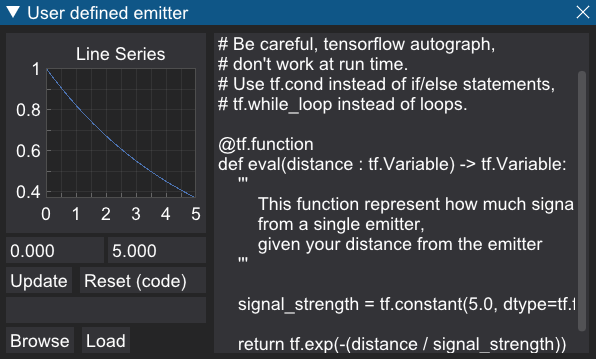 User defined emitter
Line Series
1
0.8
0.6
0.4
0 1 2 3 4 5
0.000 5.000
Update Reset (code)
Browse Load
# Be careful, tensorflow autograph,
# don't work at run time.
# Use tf.cond instead of if/else statements,
# tf.while_loop instead of loops.
@tf.function
def eval(distance : tf.Variable) -> tf.Variable:
'''
This function represent how much signa
from a single emitter,
given your distance from the emitter
'''
signal_strength = tf.constant(5.0, dtype=tf.f
return tf.exp(-(distance / signal_strength))